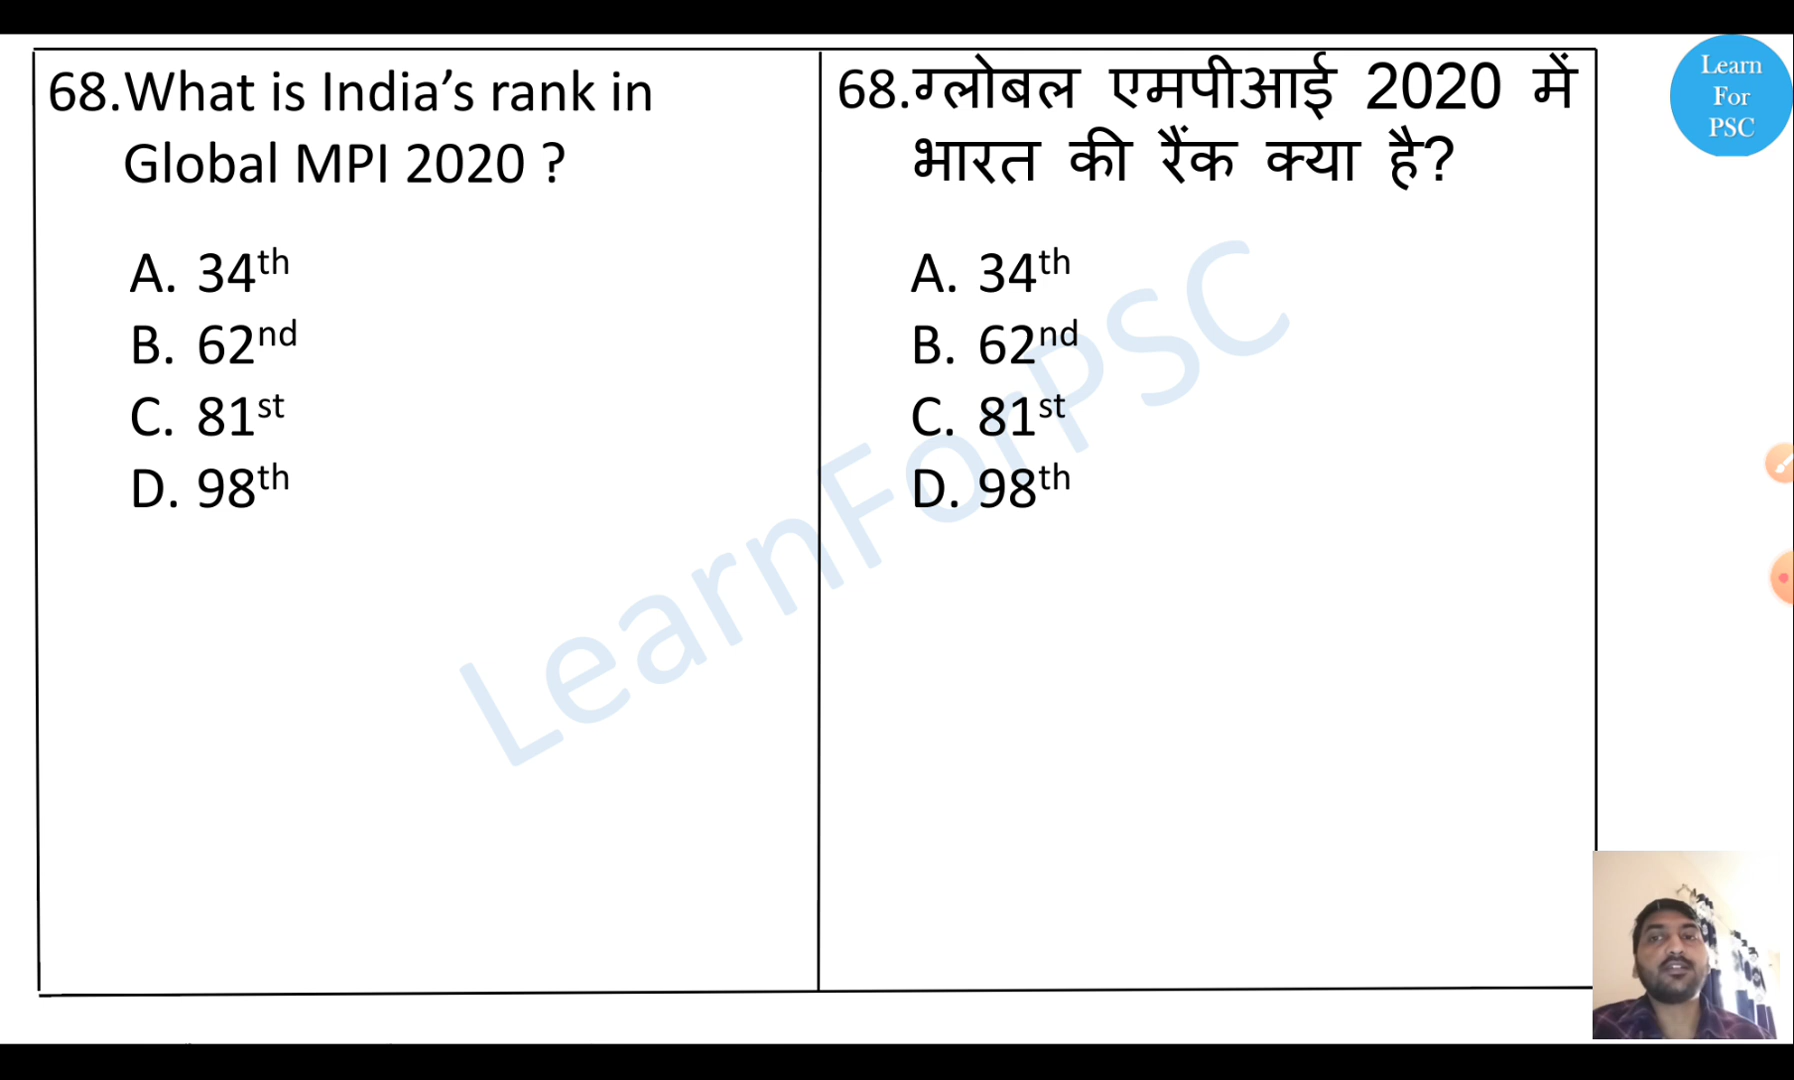 68.What is India’s rank in
Global MPI 2020 ?
A. 34th
B. 62nd
C. 81st
D. 98th
68.ग्लोबल एमपीआई 2020 में
भारत की रैंक क्या है?
A. 34th
B. 62nd
C. 81st
D. 98th
LearnForPSC
Learn
For
PSC